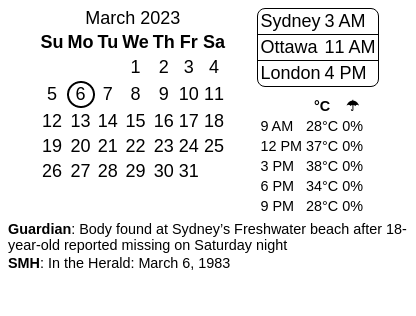 March 2023
Su Mo Tu We Th Fr Sa
1 2 3 4
5 6 7 8 9 10 11
12 13 14 15 16 17 18
19 20 21 22 23 24 25
26 27 28 29 30 31
Sydney 3 AM
Ottawa 11 AM
London 4 PM
°C ☂
9 AM 28°C 0%
12 PM 37°C 0%
3 PM 38°C 0%
6 PM 34°C 0%
9 PM 28°C 0%
Guardian: Body found at Sydney’s Freshwater beach after 18-
year-old reported missing on Saturday night
SMH: In the Herald: March 6, 1983